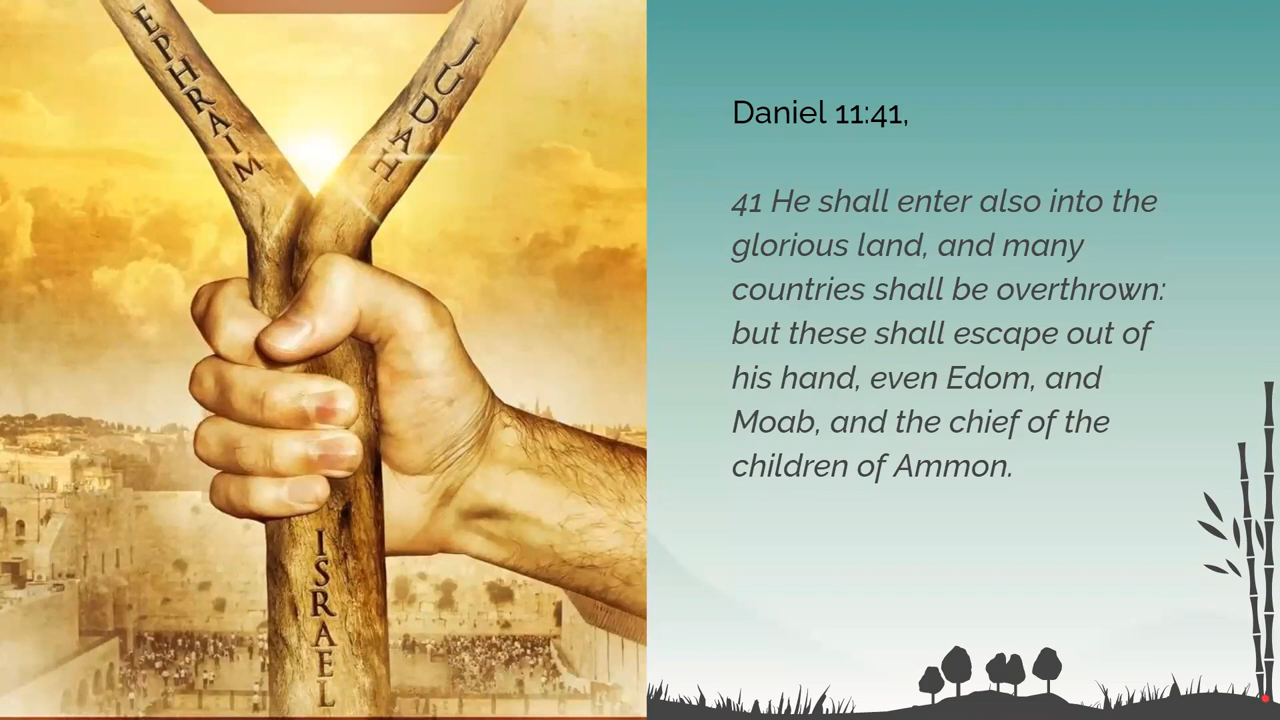 EPHRAIM
JUDAH
ISRAEL
Daniel 11:41,
41 He shall enter also into the
glorious land, and many
countries shall be overthrown:
but these shall escape out of
his hand, even Edom, and
Moab, and the chief of the
children of Ammon.